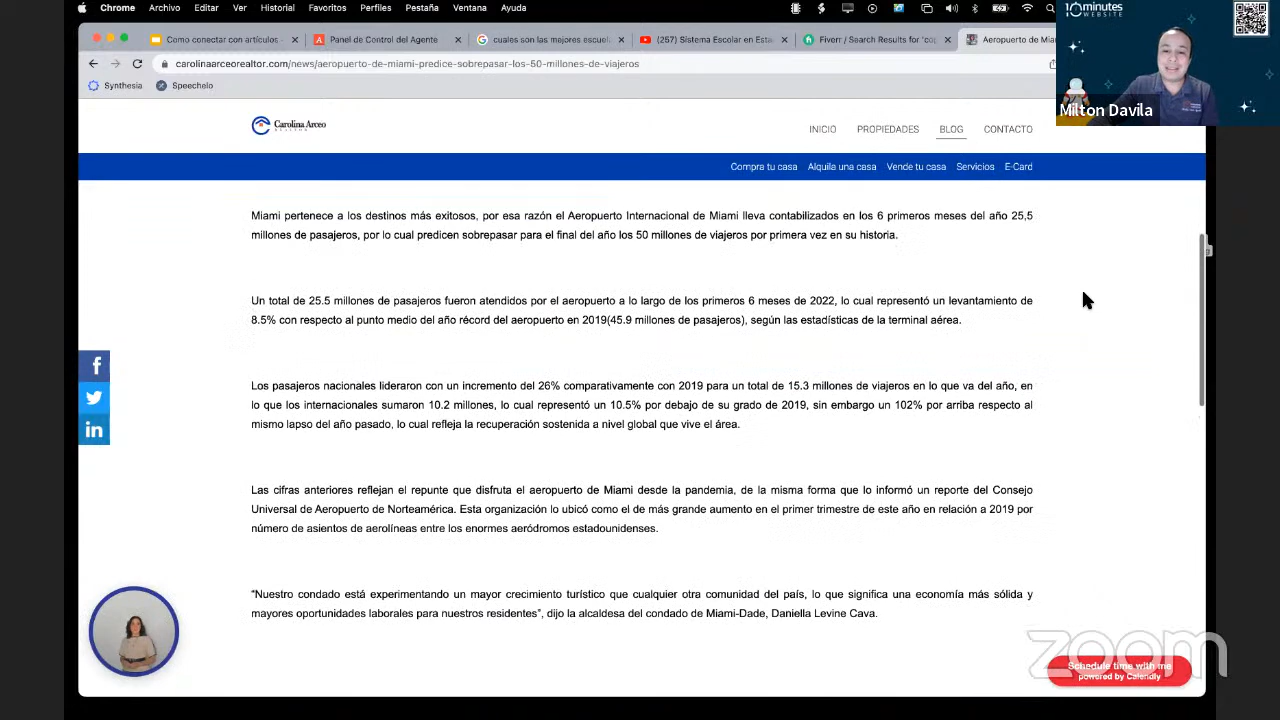 Chrome Archivo Editar Ver Historial Favoritos Perfiles Pestaña Ventana Ayuda
10minutes
WEBSITE
Como conectar con artículos - Panel de Control del Agente cuales son las mejores escuel (257) Sistema Escolar en Esta Fiverr / Search Results for 'co Aeropuerto de Miam
carolinaarceorealtor.com/news/aeropuerto-de-miami-predice-sobrepasar-los-50-millones-de-viajeros
Synthesia Speechelo
Milton Davila
Carolina Arceo
REALTOR
INICIO PROPIEDADES BLOG CONTACTO
Compra tu casa Alquila una casa Vende tu casa Servicios E-Card
Miami pertenece a los destinos más exitosos, por esa razón el Aeropuerto Internacional de Miami lleva contabilizados en los 6 primeros meses del año 25,5
millones de pasajeros, por lo cual predicen sobrepasar para el final del año los 50 millones de viajeros por primera vez en su historia.
Un total de 25.5 millones de pasajeros fueron atendidos por el aeropuerto a lo largo de los primeros 6 meses de 2022, lo cual representó un levantamiento de
8.5% con respecto al punto medio del año récord del aeropuerto en 2019(45.9 millones de pasajeros), según las estadísticas de la terminal aérea.
Los pasajeros nacionales lideraron con un incremento del 26% comparativamente con 2019 para un total de 15.3 millones de viajeros en lo que va del año, en
lo que los internacionales sumaron 10.2 millones, lo cual representó un 10.5% por debajo de su grado de 2019, sin embargo un 102% por arriba respecto al
mismo lapso del año pasado, lo cual refleja la recuperación sostenida a nivel global que vive el área.
Las cifras anteriores reflejan el repunte que disfruta el aeropuerto de Miami desde la pandemia, de la misma forma que lo informó un reporte del Consejo
Universal de Aeropuerto de Norteamérica. Esta organización lo ubicó como el de más grande aumento en el primer trimestre de este año en relación a 2019 por
número de asientos de aerolíneas entre los enormes aeródromos estadounidenses.
“Nuestro condado está experimentando un mayor crecimiento turístico que cualquier otra comunidad del país, lo que significa una economía más sólida y
mayores oportunidades laborales para nuestros residentes”, dijo la alcaldesa del condado de Miami-Dade, Daniella Levine Cava.
zoom
Schedule time with me
powered by Calendly